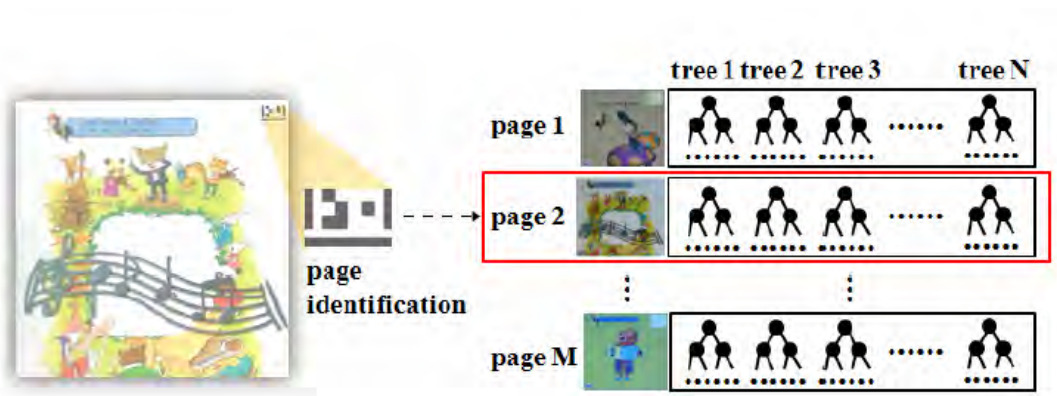 tree 1 tree 2 tree 3 ...... tree N
page 1 ......
page 2 ......
page
identification
page M ......